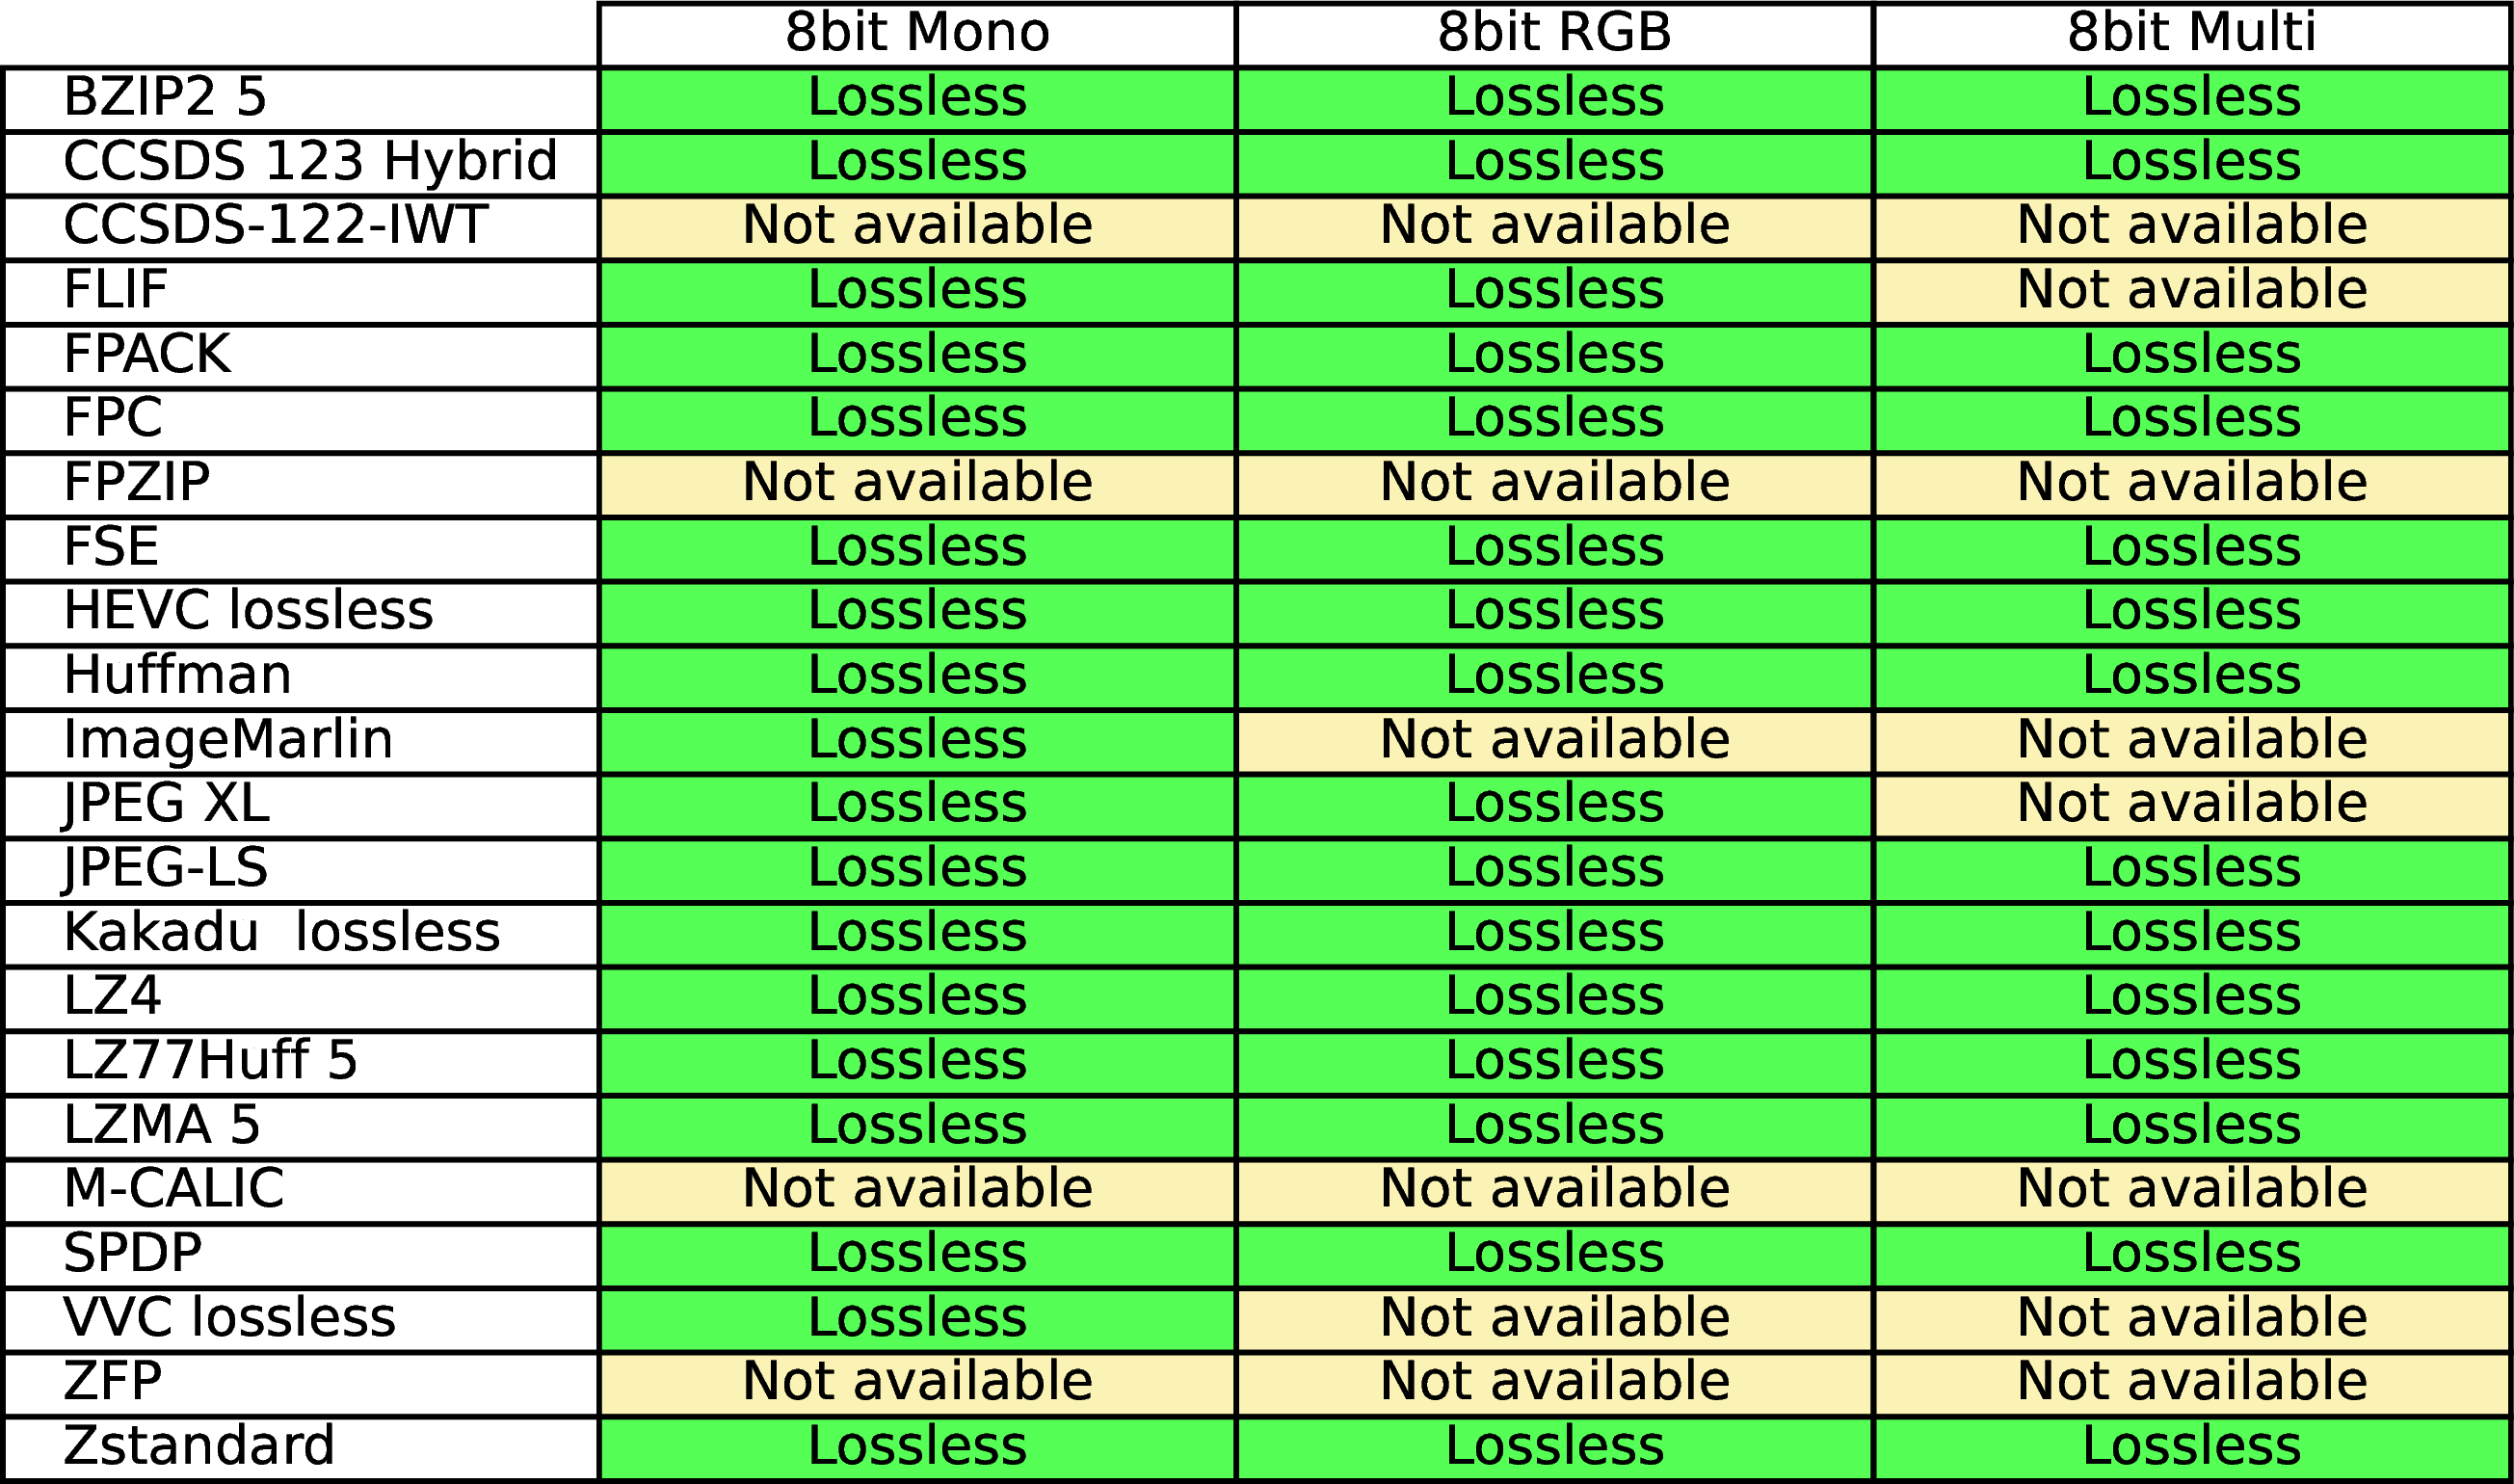 8bit Mono 8bit RGB 8bit Multi
BZIP2 5 Lossless Lossless Lossless
CCSDS 123 Hybrid Lossless Lossless Lossless
CCSDS-122-IWT Not available Not available Not available
FLIF Lossless Lossless Not available
FPACK Lossless Lossless Lossless
FPC Lossless Lossless Lossless
FPZIP Not available Not available Not available
FSE Lossless Lossless Lossless
HEVC lossless Lossless Lossless Lossless
Huffman Lossless Lossless Lossless
ImageMarlin Lossless Not available Not available
JPEG XL Lossless Lossless Not available
JPEG-LS Lossless Lossless Lossless
Kakadu  lossless Lossless Lossless Lossless
LZ4 Lossless Lossless Lossless
LZ77Huff 5 Lossless Lossless Lossless
LZMA 5 Lossless Lossless Lossless
M-CALIC Not available Not available Not available
SPDP Lossless Lossless Lossless
VVC lossless Lossless Not available Not available
ZFP Not available Not available Not available
Zstandard Lossless Lossless Lossless